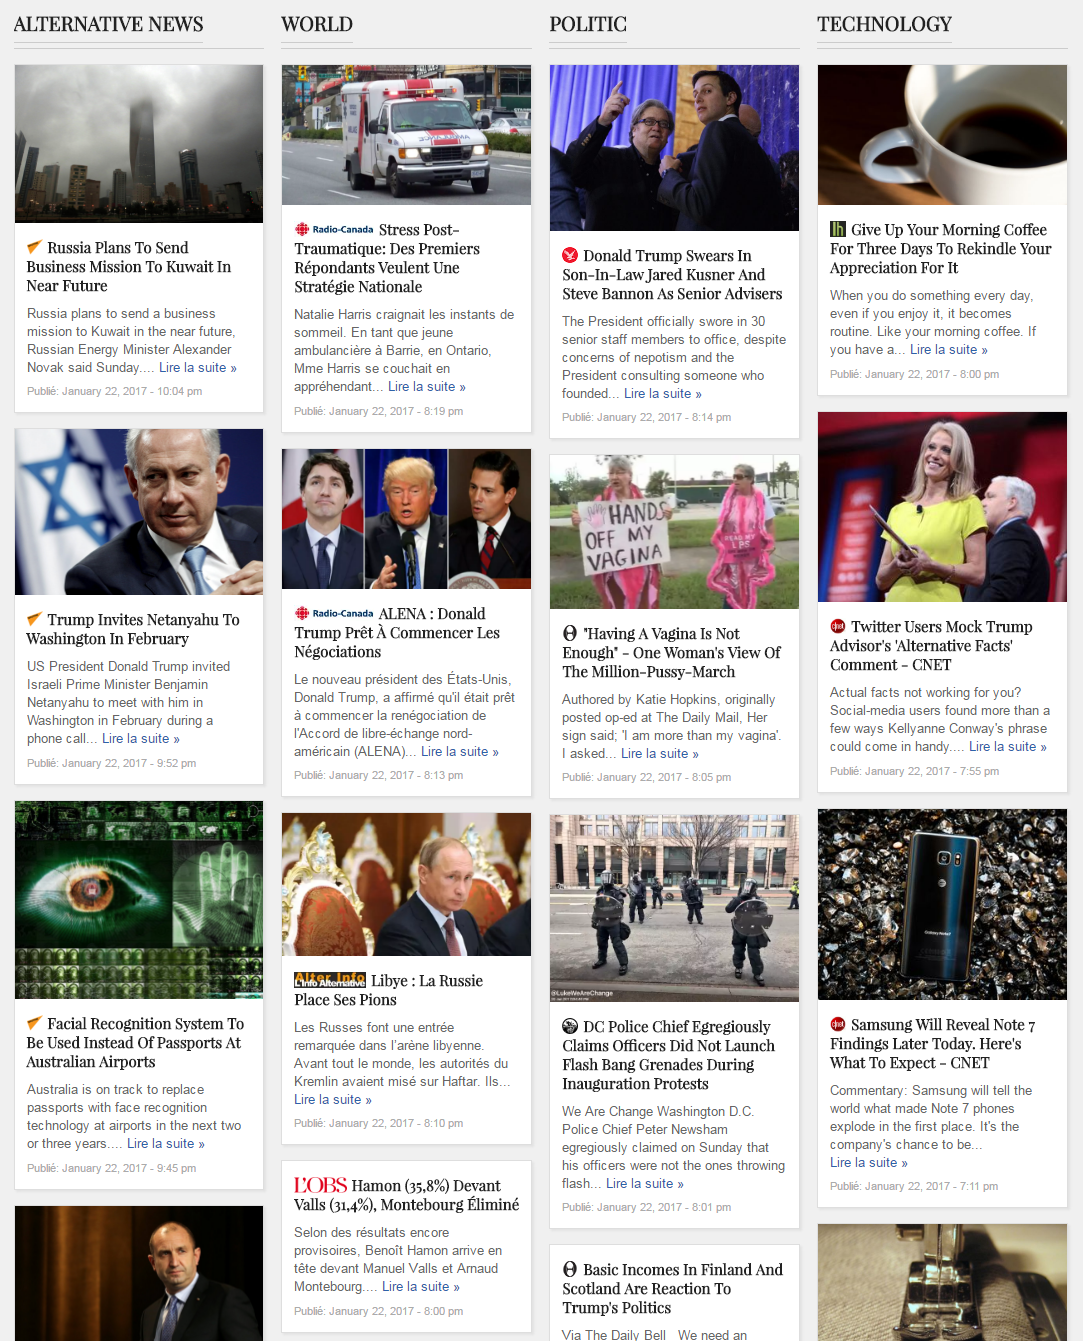 ALTERNATIVE NEWS
Russia Plans To Send
Business Mission To Kuwait In
Near Future
Russia plans to send a business
mission to Kuwait in the near future,
Russian Energy Minister Alexander
Novak said Sunday.... Lire la suite »
Publié: January 22, 2017 - 10:04 pm
Trump Invites Netanyahu To
Washington In February
US President Donald Trump invited
Israeli Prime Minister Benjamin
Netanyahu to meet with him in
Washington in February during a
phone call... Lire la suite »
Publié: January 22, 2017 - 9:52 pm
Facial Recognition System To
Be Used Instead Of Passports At
Australian Airports
Australia is on track to replace
passports with face recognition
technology at airports in the next two
or three years.... Lire la suite »
Publié: January 22, 2017 - 9:45 pm
WORLD
AMBULANCE
Radio-Canada Stress Post-
Traumatique: Des Premiers
Répondants Veulent Une
Stratégie Nationale
Natalie Harris craignait les instants de
sommeil. En tant que jeune
ambulancière à Barrie, en Ontario,
Mme Harris se couchait en
appréhendant... Lire la suite »
Publié: January 22, 2017 - 8:19 pm
Radio-Canada ALENA : Donald
Trump Prêt À Commencer Les
Négociations
Le nouveau président des États-Unis,
Donald Trump, a affirmé qu'il était prêt
à commencer la renégociation de
l'Accord de libre-échange nord-
américain (ALENA)... Lire la suite »
Publié: January 22, 2017 - 8:13 pm
Alter Info
L'Info Alternative Libye : La Russie
Place Ses Pions
Les Russes font une entrée
remarquée dans l'arène libyenne.
Avant tout le monde, les autorités du
Kremlin avaient misé sur Haftar. Ils...
Lire la suite »
Publié: January 22, 2017 - 8:10 pm
L'OBS Hamon (35,8%) Devant
Valls (31,4%), Montebourg Éliminé
Selon des résultats encore
provisoires, Benoît Hamon arrive en
tête devant Manuel Valls et Arnaud
Montebourg.... Lire la suite »
Publié: January 22, 2017 - 8:00 pm
POLITIC
Donald Trump Swears In
Son-In-Law Jared Kusner And
Steve Bannon As Senior Advisers
The President officially swore in 30
senior staff members to office, despite
concerns of nepotism and the
President consulting someone who
founded... Lire la suite »
Publié: January 22, 2017 - 8:14 pm
HANDS
OFF MY
VAGINA
READ MY
LIPS
"Having A Vagina Is Not
Enough" - One Woman's View Of
The Million-Pussy-March
Authored by Katie Hopkins, originally
posted op-ed at The Daily Mail, Her
sign said; 'I am more than my vagina'.
I asked... Lire la suite »
Publié: January 22, 2017 - 8:05 pm
@LukeWeAreChange
DC Police Chief Egregiously
Claims Officers Did Not Launch
Flash Bang Grenades During
Inauguration Protests
We Are Change Washington D.C.
Police Chief Peter Newsham
egregiously claimed on Sunday that
his officers were not the ones throwing
flash... Lire la suite »
Publié: January 22, 2017 - 8:01 pm
Basic Incomes In Finland And
Scotland Are Reaction To
Trump's Politics
Via The Daily Bell We need an
TECHNOLOGY
lh Give Up Your Morning Coffee
For Three Days To Rekindle Your
Appreciation For It
When you do something every day,
even if you enjoy it, it becomes
routine. Like your morning coffee. If
you have a... Lire la suite »
Publié: January 22, 2017 - 8:00 pm
c|net Twitter Users Mock Trump
Advisor's 'Alternative Facts'
Comment - CNET
Actual facts not working for you?
Social-media users found more than a
few ways Kellyanne Conway's phrase
could come in handy.... Lire la suite »
Publié: January 22, 2017 - 7:55 pm
AT&T
Galaxy Note7
c|net Samsung Will Reveal Note 7
Findings Later Today. Here's
What To Expect - CNET
Commentary: Samsung will tell the
world what made Note 7 phones
explode in the first place. It's the
company's chance to be...
Lire la suite »
Publié: January 22, 2017 - 7:11 pm